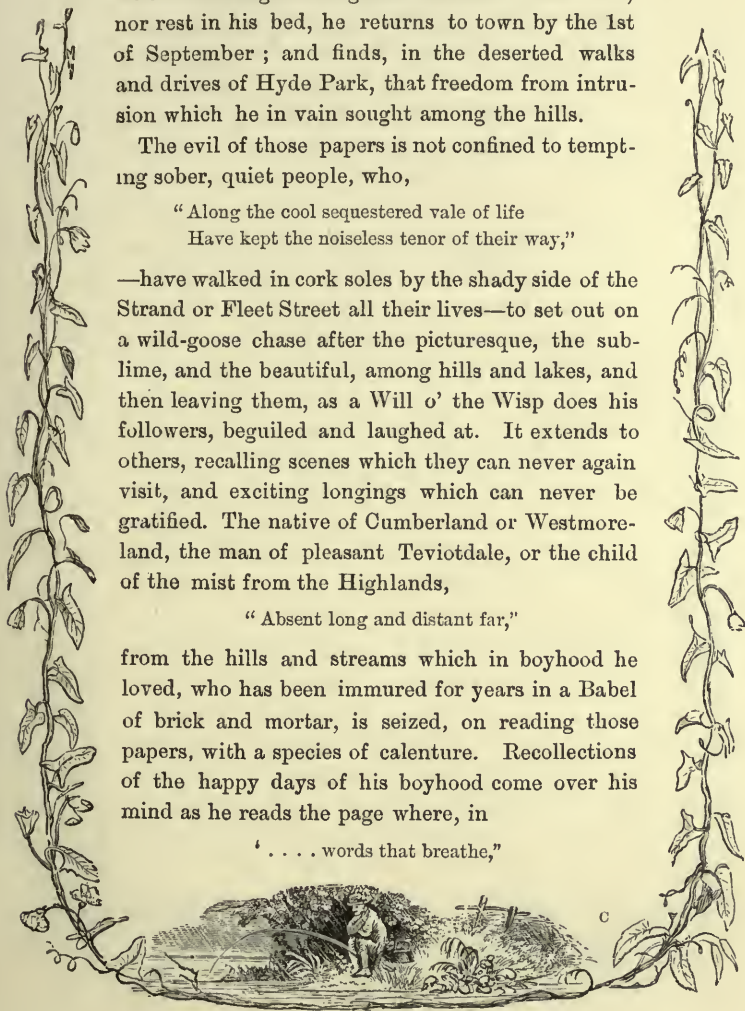 nor rest in his bed, he returns to town by the 1st
of September ; and finds, in the deserted walks
and drives of Hyde Park, that freedom from intru-
sion which he in vain sought among the hills.
The evil of those papers is not confined to tempt-
ing sober, quiet people, who,
“Along the cool sequestered vale of life
Have kept the noiseless tenor of their way,”
—have walked in cork soles by the shady side of the
Strand or Fleet Street all their lives—to set out on
a wild-goose chase after the picturesque, the sub-
lime, and the beautiful, among hills and lakes, and
then leaving them, as a Will o’ the Wisp does his
followers, beguiled and laughed at. It extends to
others, recalling scenes which they can never again
visit, and exciting longings which can never be
gratified. The native of Cumberland or Westmore-
land, the man of pleasant Teviotdale, or the child
of the mist from the Highlands,
“Absent long and distant far,”
from the hills and streams which in boyhood he
loved, who has been immured for years in a Babel
of brick and mortar, is seized, on reading those
papers, with a species of calenture. Recollections
of the happy days of his boyhood come over his
mind as he reads the page where, in
‘ . . . . words that breathe,”
C